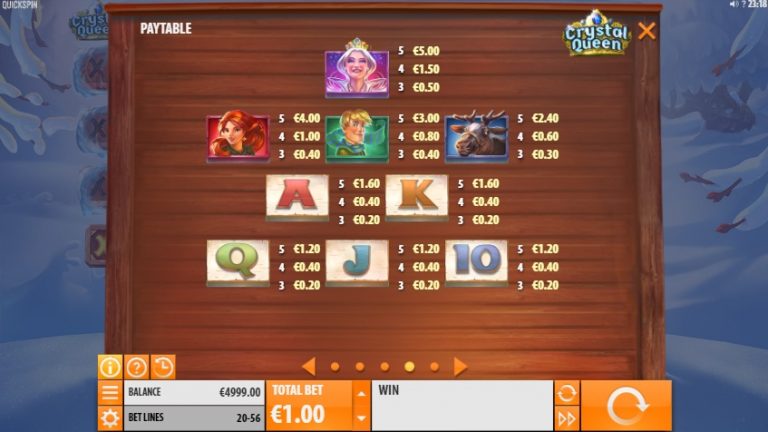 QUICKSPIN
23:18
PAYTABLE
Crystal Queen
5 €5.00
4 €1.50
3 €0.50
5 €4.00
4 €1.00
3 €0.40
5 €3.00
4 €0.80
3 €0.40
5 €2.40
4 €0.60
3 €0.30
A
5 €1.60
4 €0.40
3 €0.20
K
5 €1.60
4 €0.40
3 €0.20
Q
5 €1.20
4 €0.40
3 €0.20
J
5 €1.20
4 €0.40
3 €0.20
10
5 €1.20
4 €0.40
3 €0.20
BALANCE €4999.00
BET LINES 20-56
TOTAL BET
€1.00
WIN